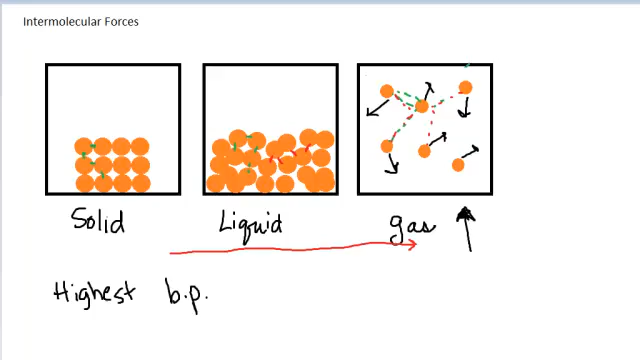 Intermolecular Forces
Solid Liquid gas
Highest b.p.